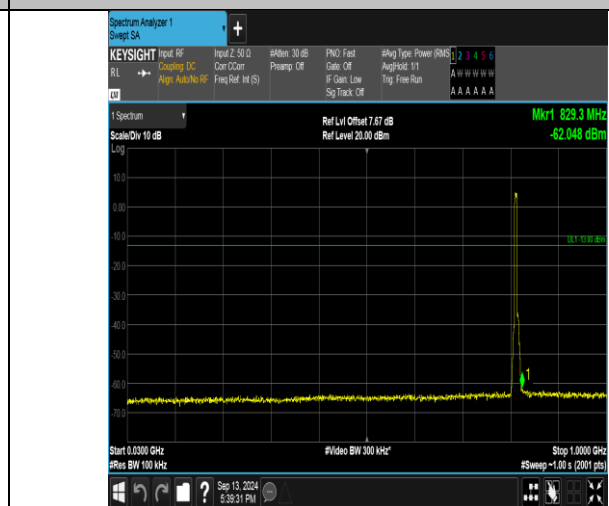 Spectrum Analyzer 1
Swept SA
+
KEYSIGHT
RL
LXI
Input: RF
Coupling: DC
Align: Auto/No RF
Input Z: 50 Ω
Corr CCorr
Freq Ref: Int (S)
#Atten: 30 dB
Preamp: Off
PNO: Fast
Gate: Off
IF Gain: Low
Sig Track: Off
#Avg Type: Power (RMS
Avg|Hold: 1/1
Trig: Free Run
1 2 3 4 5 6
A W W W W W
A A A A A A
1 Spectrum
Scale/Div 10 dB
Ref Lvl Offset 7.67 dB
Ref Level 20.00 dBm
Mkr1 829.3 MHz
-62.048 dBm
Log
10.0
0.00
-10.0
DL1 -13.00 dBm
-20.0
-30.0
-40.0
-50.0
-60.0
1
-70.0
Start 0.0300 GHz
#Res BW 100 kHz
#Video BW 300 kHz*
Stop 1.0000 GHz
#Sweep ~1.00 s (2001 pts)
?
Sep 13, 2024
5:39:31 PM